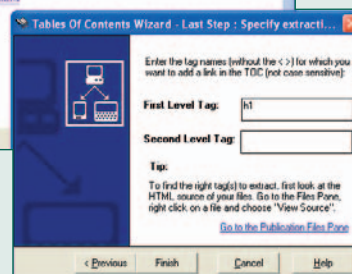 Tables Of Contents Wizard - Last Step : Specify extracti...
Enter the tag names (without the < >) for which you
want to add a link in the TOC (not case sensitive):
First Level Tag: h1
Second Level Tag:
Tip:
To find the right tag(s) to extract, first look at the
HTML source of your files. Go to the Files Pane,
right click on a file and choose "View Source".
Go to the Publication Files Pane
< Previous Finish Cancel Help